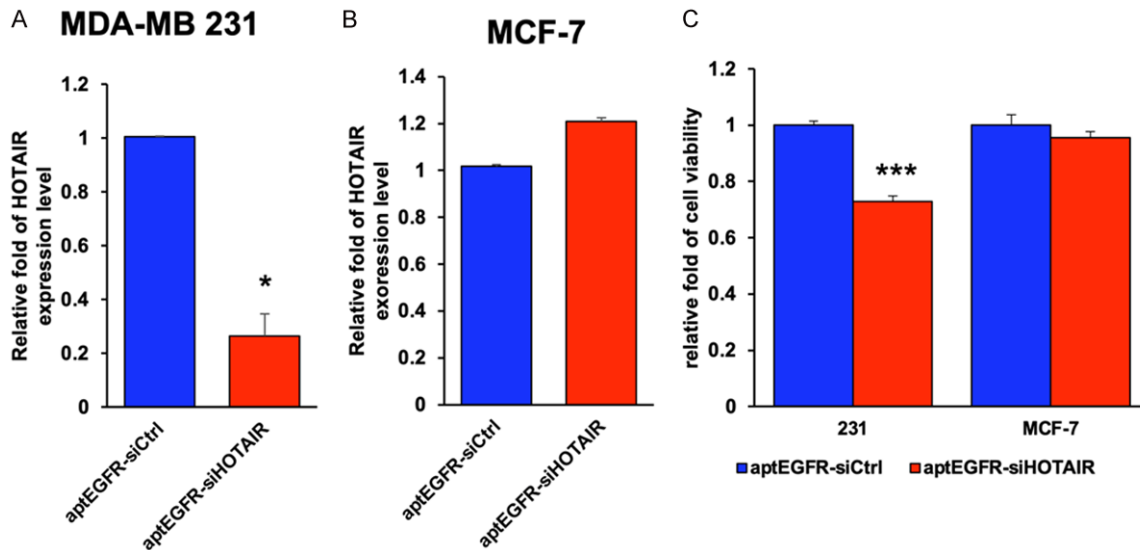 A
MDA-MB 231
Relative fold of HOTAIR
expression level
1.2
1
0.8
0.6
0.4
0.2
0
*
aptEGFR-siCtrl
aptEGFR-siHOTAIR
B
MCF-7
Relative fold of HOTAIR
exoression level
1.4
1.2
1
0.8
0.6
0.4
0.2
0
aptEGFR-siCtrl
aptEGFR-siHOTAIR
C
relative fold of cell viability
1.2
1
0.8
0.6
0.4
0.2
0
***
231
MCF-7
aptEGFR-siCtrl
aptEGFR-siHOTAIR